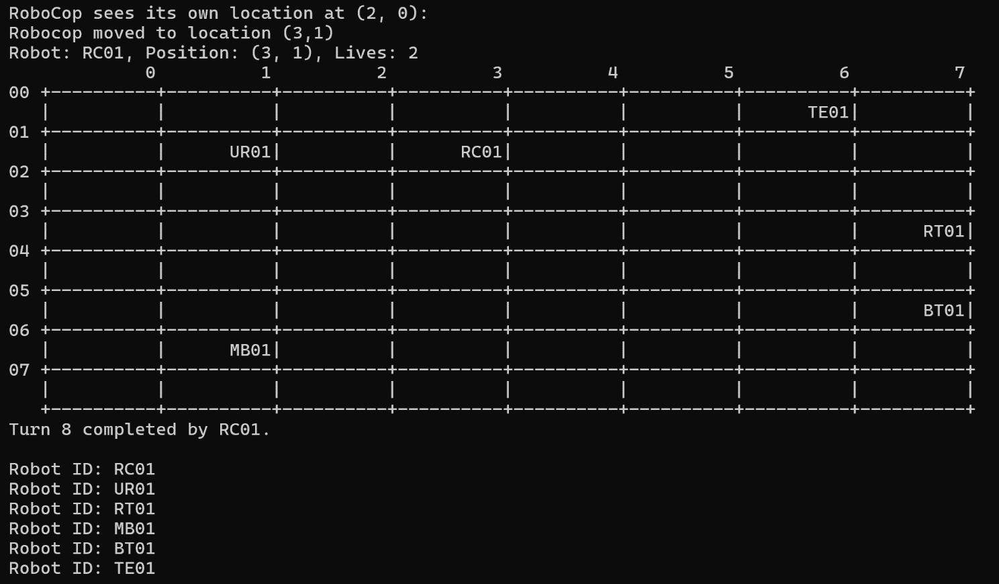 RoboCop sees its own location at (2, 0):
Robocop moved to location (3,1)
Robot: RC01, Position: (3, 1), Lives: 2
             0          1          2          3          4          5          6          7
00 +----------+----------+----------+----------+----------+----------+----------+----------+
   |          |          |          |          |          |          |      TE01|          |
01 +----------+----------+----------+----------+----------+----------+----------+----------+
   |          |      UR01|          |      RC01|          |          |          |          |
02 +----------+----------+----------+----------+----------+----------+----------+----------+
   |          |          |          |          |          |          |          |          |
03 +----------+----------+----------+----------+----------+----------+----------+----------+
   |          |          |          |          |          |          |          |      RT01|
04 +----------+----------+----------+----------+----------+----------+----------+----------+
   |          |          |          |          |          |          |          |          |
05 +----------+----------+----------+----------+----------+----------+----------+----------+
   |          |          |          |          |          |          |          |      BT01|
06 +----------+----------+----------+----------+----------+----------+----------+----------+
   |          |      MB01|          |          |          |          |          |          |
07 +----------+----------+----------+----------+----------+----------+----------+----------+
   |          |          |          |          |          |          |          |          |
   +----------+----------+----------+----------+----------+----------+----------+----------+
Turn 8 completed by RC01.

Robot ID: RC01
Robot ID: UR01
Robot ID: RT01
Robot ID: MB01
Robot ID: BT01
Robot ID: TE01